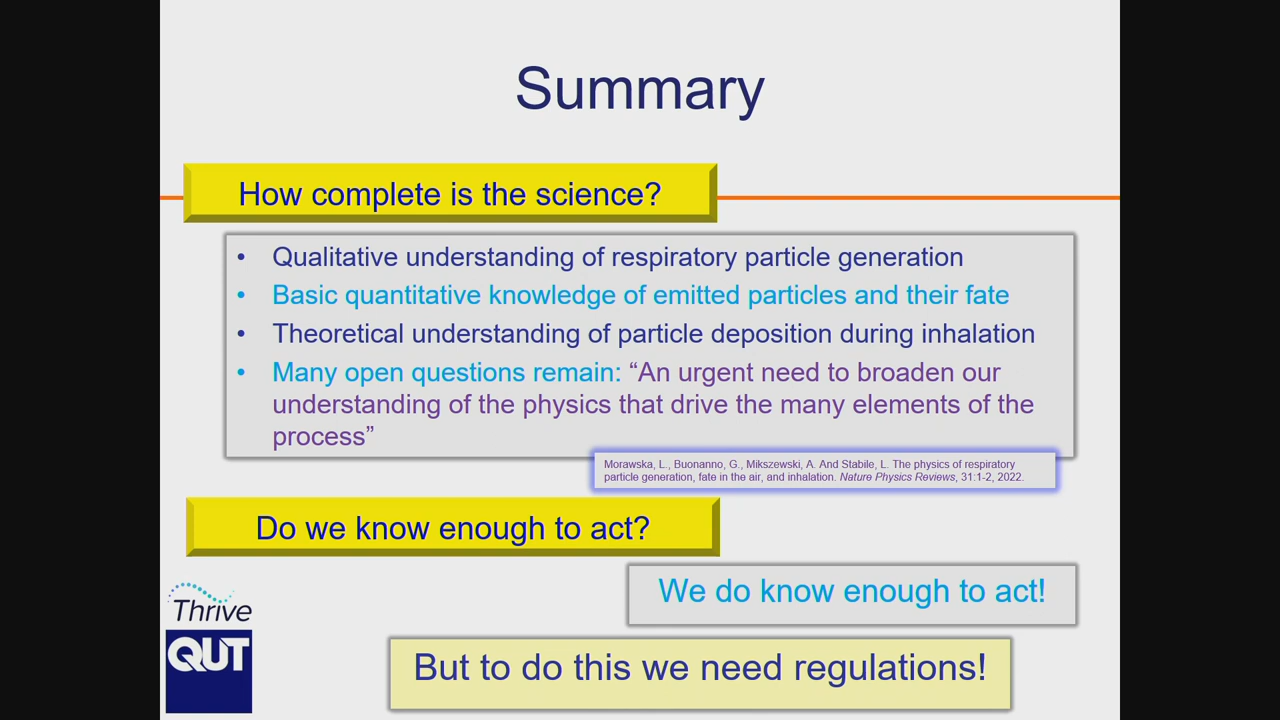 Summary
How complete is the science?
• Qualitative understanding of respiratory particle generation
• Basic quantitative knowledge of emitted particles and their fate
• Theoretical understanding of particle deposition during inhalation
• Many open questions remain: “An urgent need to broaden our
understanding of the physics that drive the many elements of the
process”
Morawska, L., Buonanno, G., Mikszewski, A. And Stabile, L. The physics of respiratory
particle generation, fate in the air, and inhalation. Nature Physics Reviews, 31:1-2, 2022.
Do we know enough to act?
We do know enough to act!
Thrive
QUT
But to do this we need regulations!